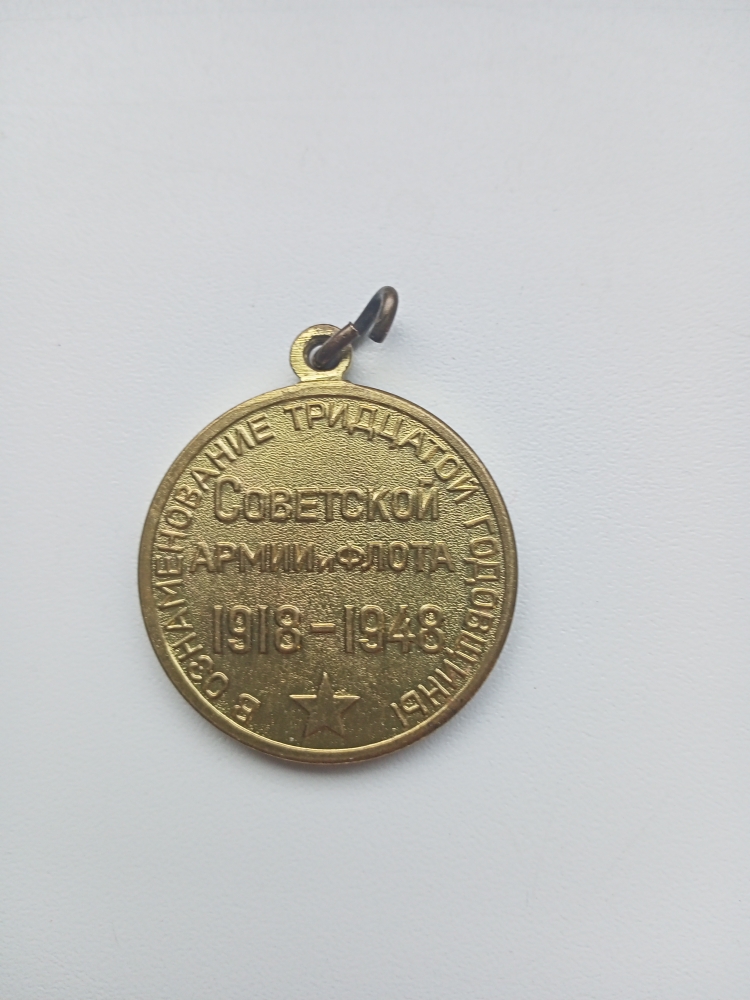 В ОЗНАМЕНОВАНИЕ ТРИДЦАТОЙ ГОДОВЩИНЫ
СОВЕТСКОЙ
АРМИИ и ФЛОТА
1918-1948